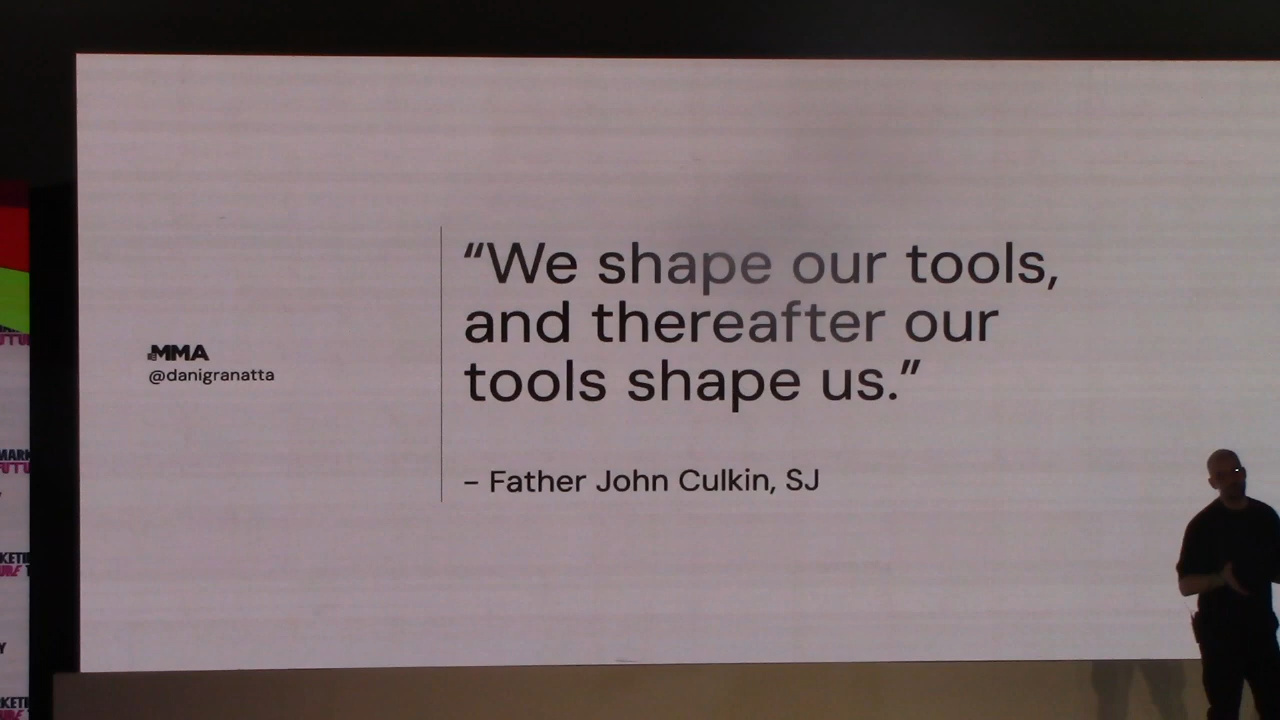 “We shape our tools,
and thereafter our
tools shape us.”
– Father John Culkin, SJ
MMA
@danigranatta